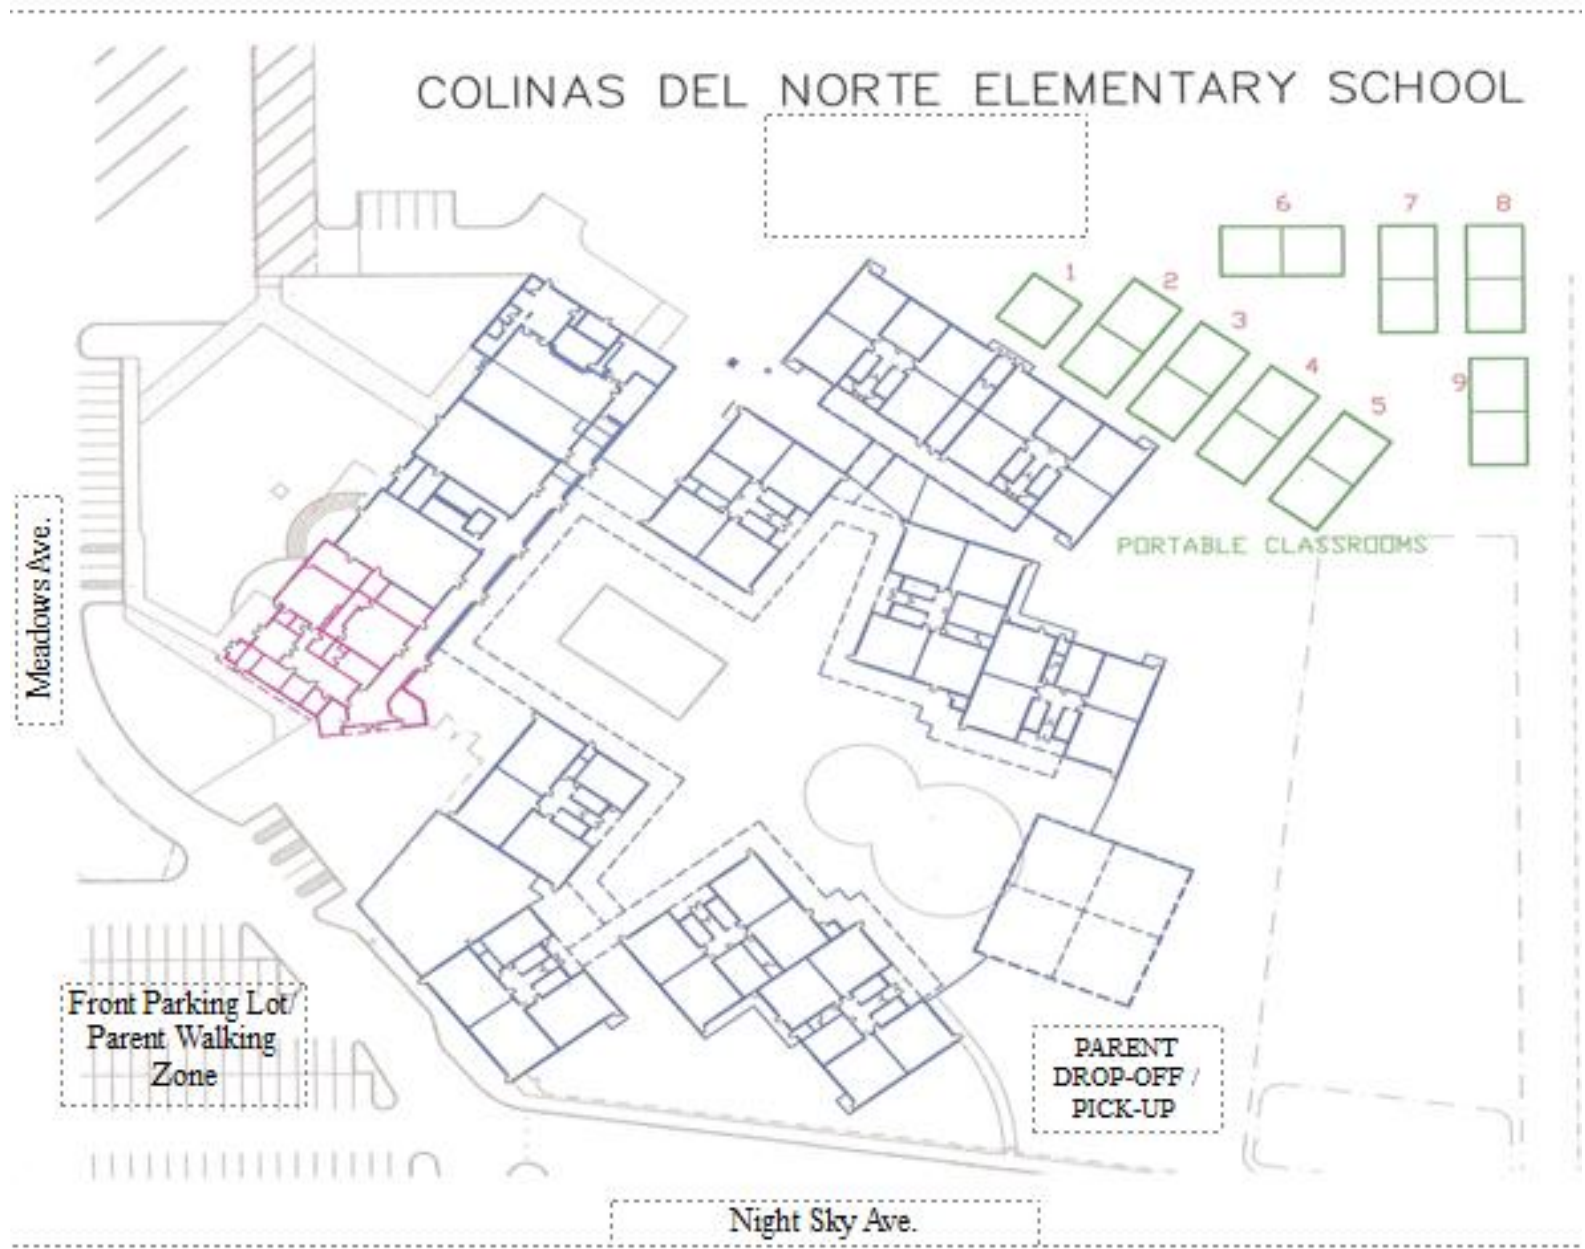 COLINAS DEL NORTE ELEMENTARY SCHOOL
6
7
8
1
2
3
4
5
9
PORTABLE CLASSROOMS
Meadows Ave.
Front Parking Lot/
Parent Walking
Zone
PARENT
DROP-OFF /
PICK-UP
Night Sky Ave.